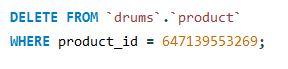 DELETE FROM `drums`.`product`
WHERE product_id = 647139553269;